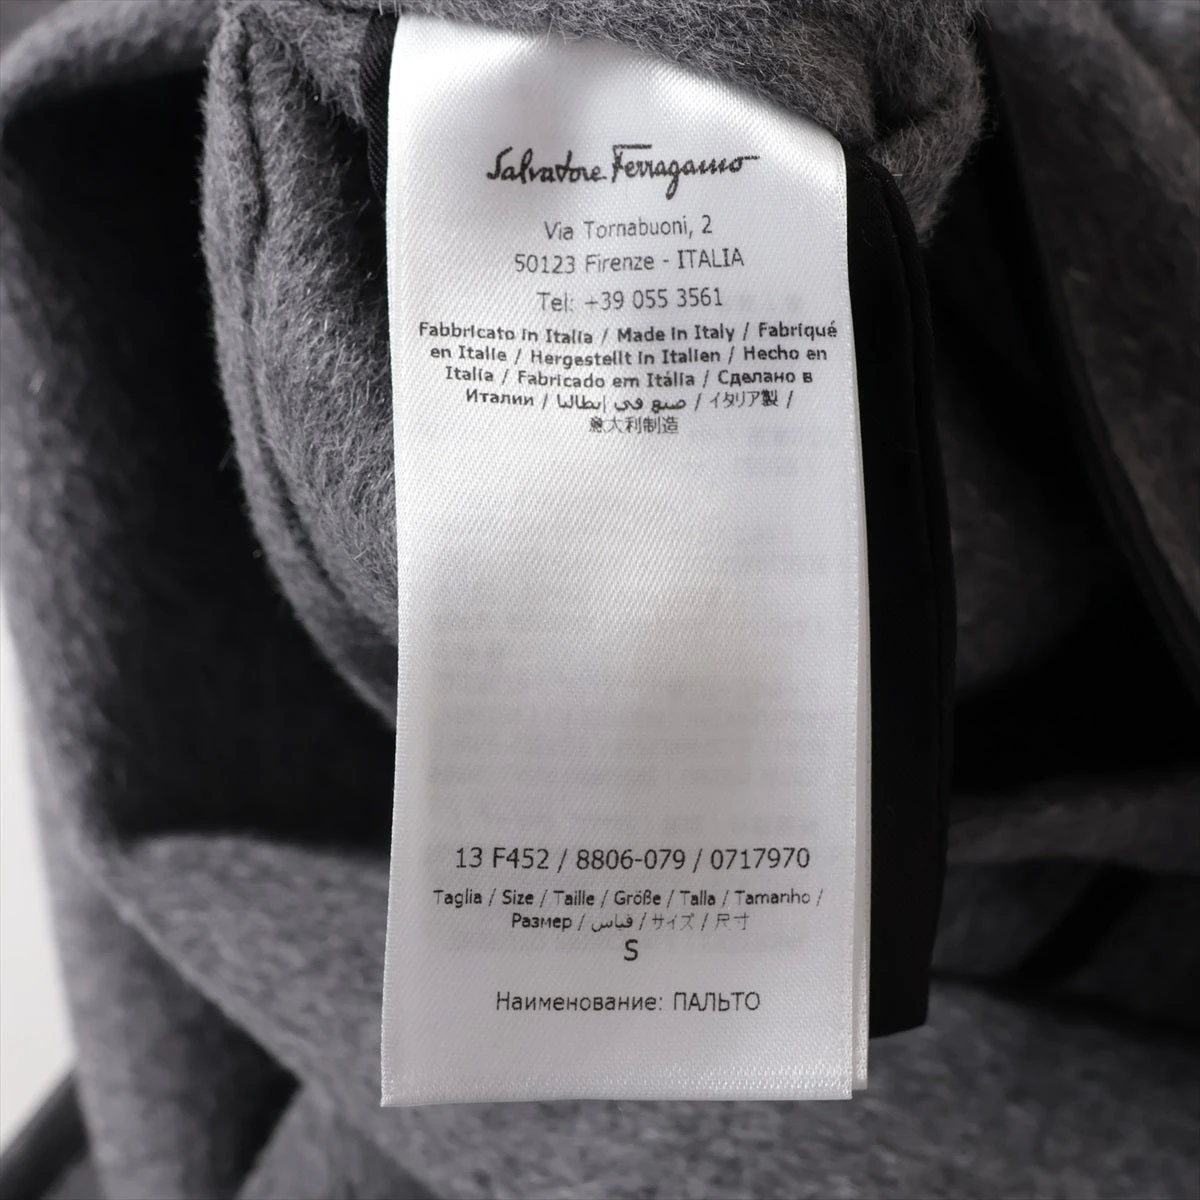 Salvatore Ferragamo
Via Tornabuoni, 2
50123 Firenze - ITALIA
Tel: +39 055 3561
Fabbricato in Italia / Made in Italy / Fabriqué
en Italie / Hergestellt in Italien / Hecho en
Italia / Fabricado em Itália / Сделано в
Италии / صنع في إيطاليا / イタリア製 /
意大利制造
13 F452 / 8806-079 / 0717970
Taglia / Size / Taille / Größe / Talla / Tamanho /
Размер / قياس / サイズ / 尺寸
S
Наименование: ПАЛЬТО